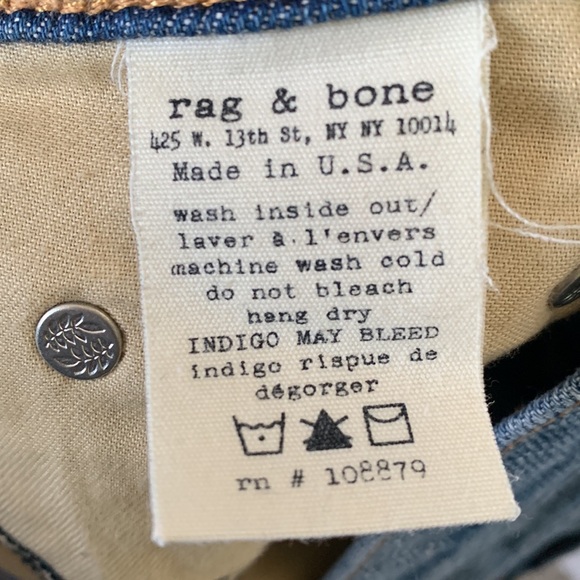 rag & bone
425 W. 13th St, NY NY 10014
Made in U.S.A.
wash inside out/
laver à l'envers
machine wash cold
do not bleach
hang dry
INDIGO MAY BLEED
indigo rispue de
dégorger
rn # 108879